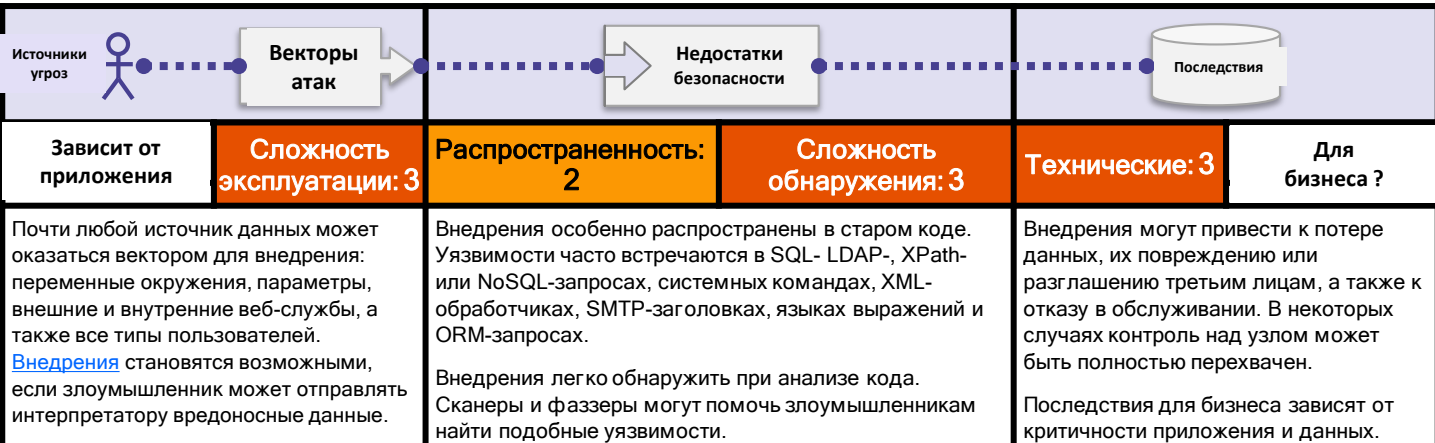 Источники
угроз
Векторы
атак
Недостатки
безопасности
Последствия
Зависит от
приложения
Сложность
эксплуатации: 3
Распространенность:
2
Сложность
обнаружения: 3
Технические: 3
Для
бизнеса ?
Почти любой источник данных может
оказаться вектором для внедрения:
переменные окружения, параметры,
внешние и внутренние веб-службы, а
также все типы пользователей.
Внедрения становятся возможными,
если злоумышленник может отправлять
интерпретатору вредоносные данные.
Внедрения особенно распространены в старом коде.
Уязвимости часто встречаются в SQL- LDAP-, XPath-
или NoSQL-запросах, системных командах, XML-
обработчиках, SMTP-заголовках, языках выражений и
ORM-запросах.
Внедрения легко обнаружить при анализе кода.
Сканеры и фаззеры могут помочь злоумышленникам
найти подобные уязвимости.
Внедрения могут привести к потере
данных, их повреждению или
разглашению третьим лицам, а также к
отказу в обслуживании. В некоторых
случаях контроль над узлом может
быть полностью перехвачен.
Последствия для бизнеса зависят от
критичности приложения и данных.